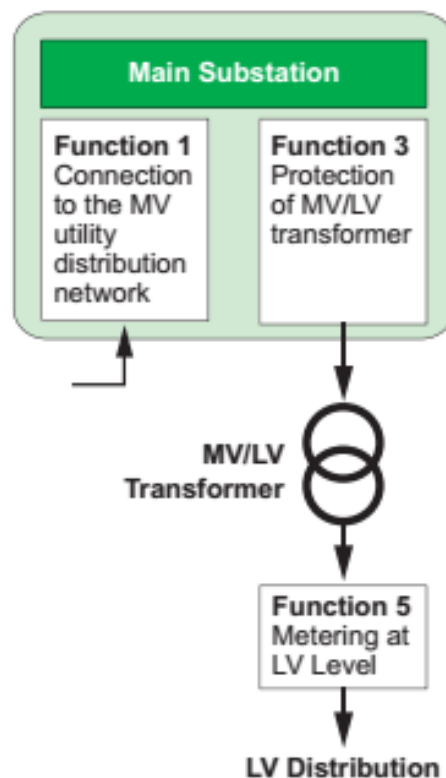 Main Substation
Function 1
Connection
to the MV
utility
distribution
network
Function 3
Protection
of MV/LV
transformer
MV/LV
Transformer
Function 5
Metering at
LV Level
LV Distribution